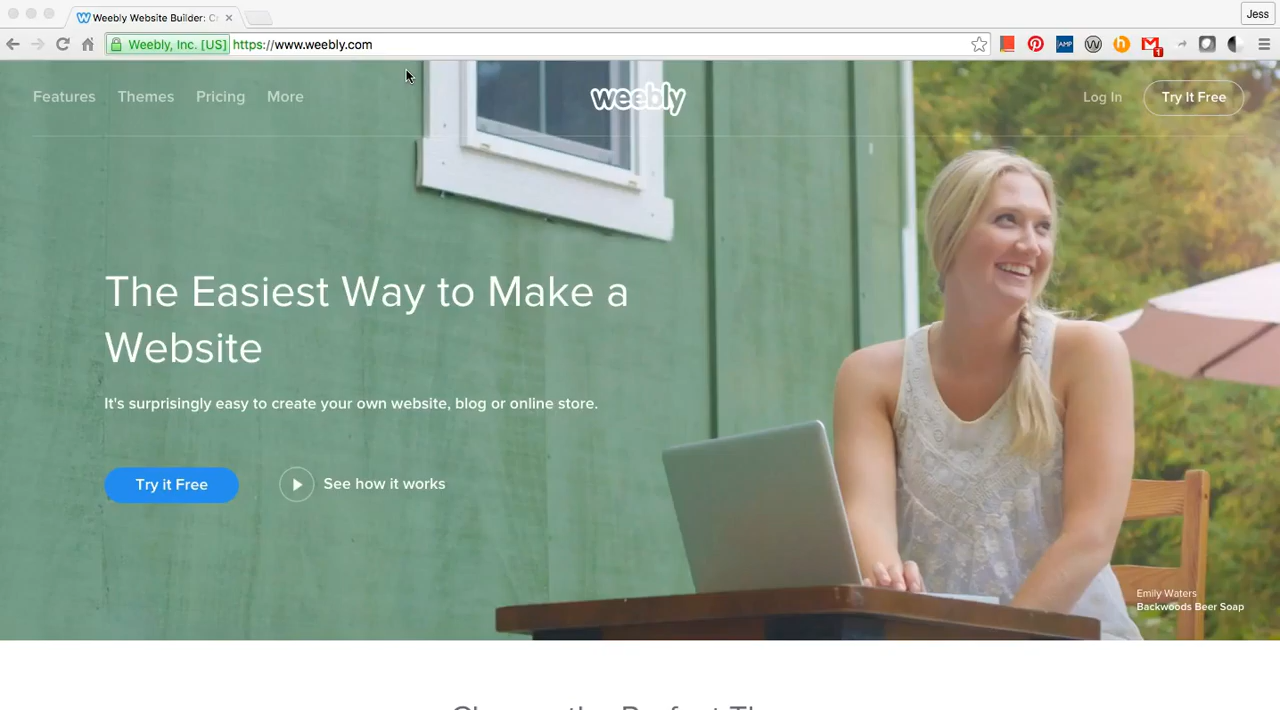 Weebly Website Builder: Cr
Jess
Weebly, Inc. [US]
https://www.weebly.com
AMP
1
Features
Themes
Pricing
More
weebly
Log In
Try It Free
The Easiest Way to Make a
Website
It's surprisingly easy to create your own website, blog or online store.
Try it Free
See how it works
Emily Waters
Backwoods Beer Soap